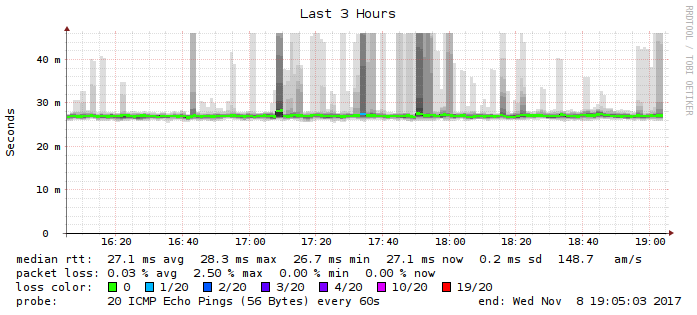 Last 3 Hours
RRDTOOL / TOBI OETIKER
Seconds
40 m
30 m
20 m
10 m
0
16:20 16:40 17:00 17:20 17:40 18:00 18:20 18:40 19:00
median rtt: 27.1 ms avg 28.3 ms max 26.7 ms min 27.1 ms now 0.2 ms sd 148.7 am/s
packet loss: 0.03 % avg 2.50 % max 0.00 % min 0.00 % now
loss color: 0 1/20 2/20 3/20 4/20 10/20 19/20
probe: 20 ICMP Echo Pings (56 Bytes) every 60s end: Wed Nov 8 19:05:03 2017